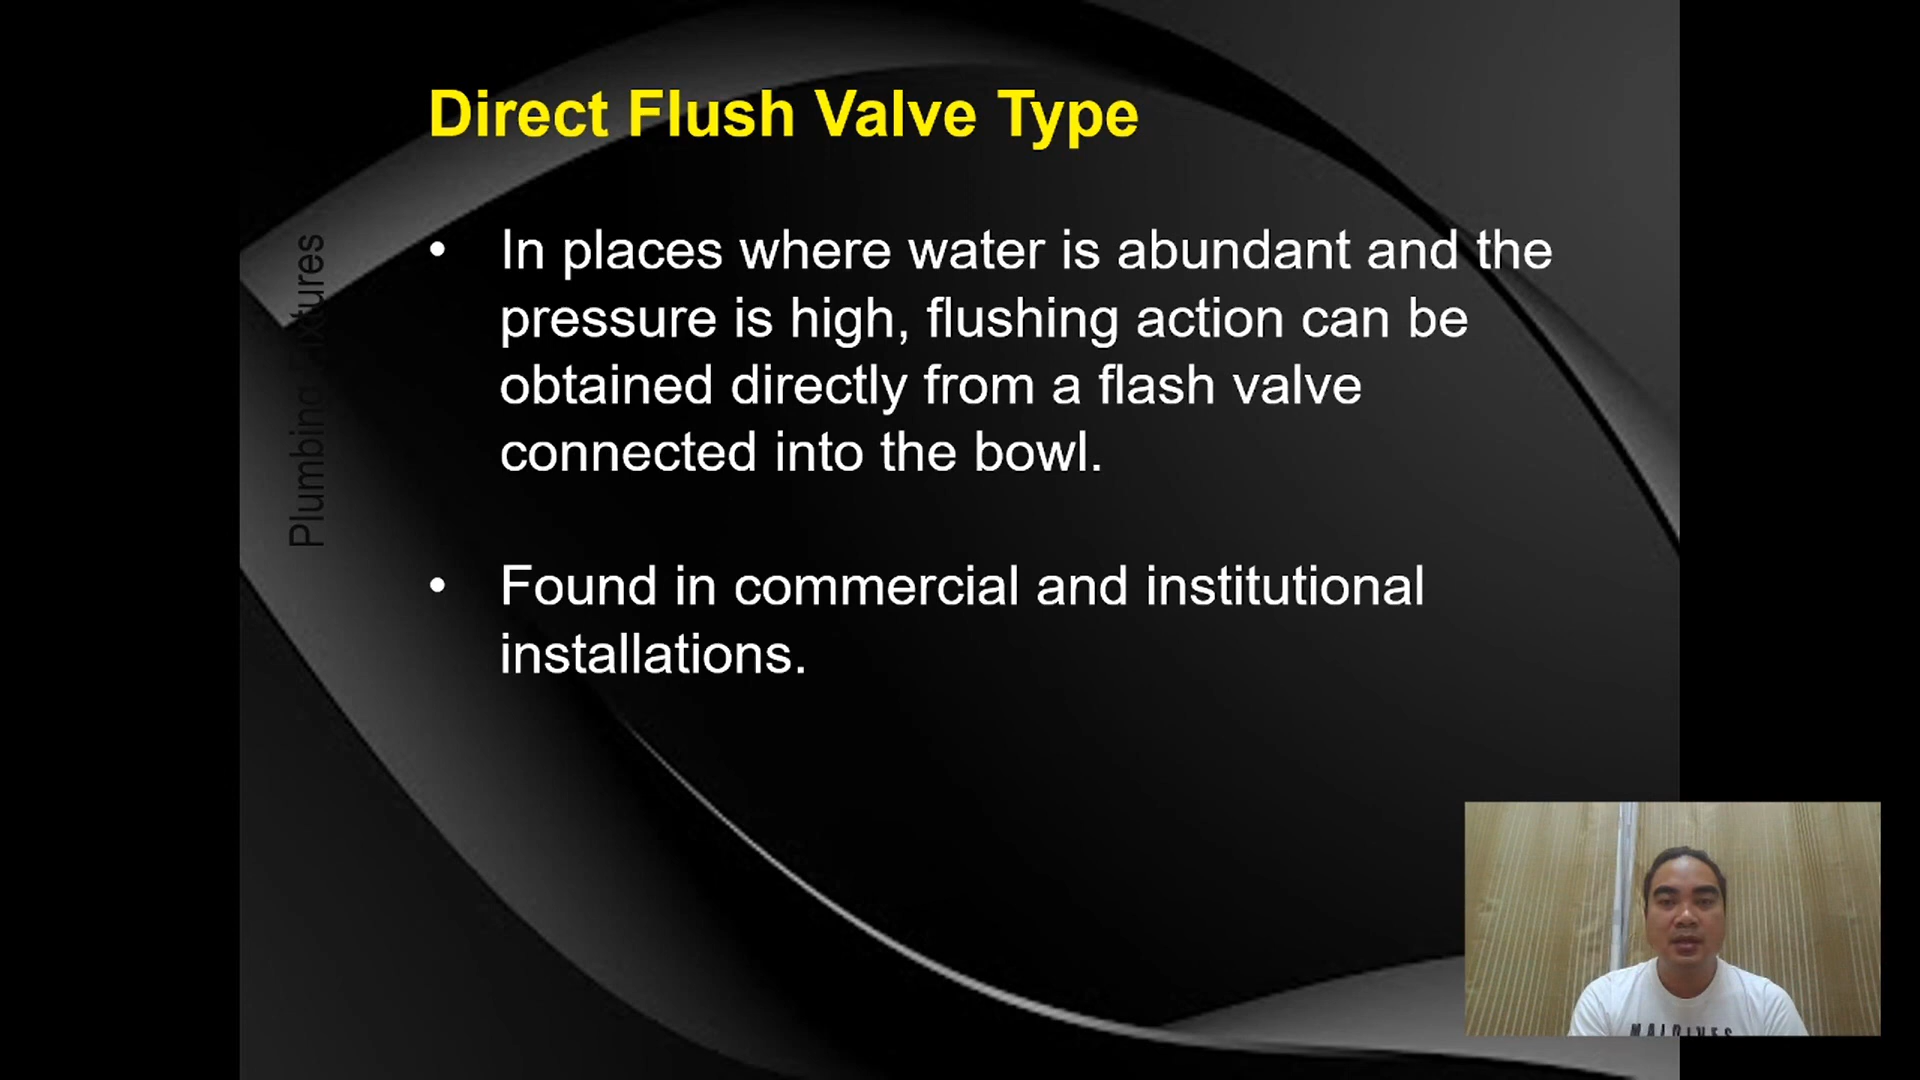 Direct Flush Valve Type
• In places where water is abundant and the
pressure is high, flushing action can be
obtained directly from a flash valve
connected into the bowl.
• Found in commercial and institutional
installations.
Plumbing Fixtures
MALDIVES